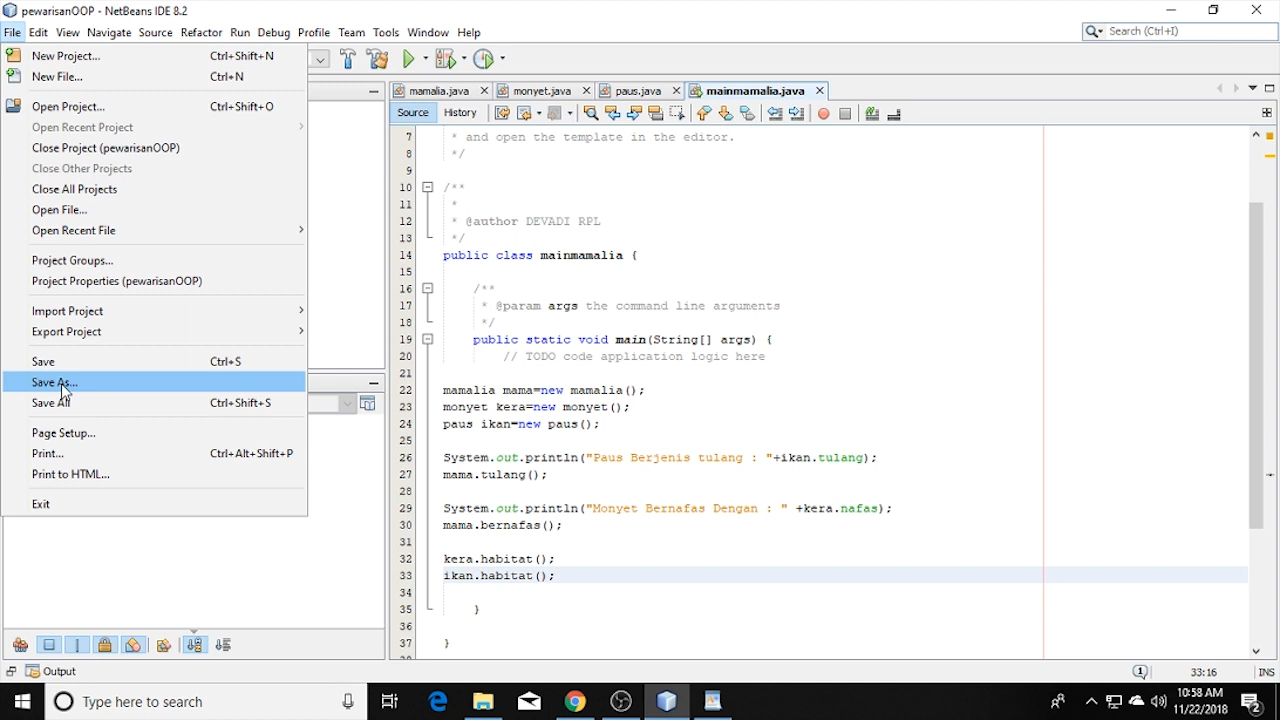 pewarisanOOP - NetBeans IDE 8.2
File Edit View Navigate Source Refactor Run Debug Profile Team Tools Window Help
Search (Ctrl+I)
New Project... Ctrl+Shift+N
New File... Ctrl+N
Open Project... Ctrl+Shift+O
Open Recent Project
Close Project (pewarisanOOP)
Close Other Projects
Close All Projects
Open File...
Open Recent File
Project Groups...
Project Properties (pewarisanOOP)
Import Project
Export Project
Save Ctrl+S
Save As...
Save All Ctrl+Shift+S
Page Setup...
Print... Ctrl+Alt+Shift+P
Print to HTML...
Exit
mamalia.java monyet.java paus.java mainmamalia.java
Source History
7 * and open the template in the editor.
8 */
9
10 /**
11 *
12 * @author DEVADI RPL
13 */
14 public class mainmamalia {
15
16 /**
17 * @param args the command line arguments
18 */
19 public static void main(String[] args) {
20 // TODO code application logic here
21
22 mamalia mama=new mamalia();
23 monyet kera=new monyet();
24 paus ikan=new paus();
25
26 System.out.println("Paus Berjenis tulang : "+ikan.tulang);
27 mama.tulang();
28
29 System.out.println("Monyet Bernafas Dengan : " +kera.nafas);
30 mama.bernafas();
31
32 kera.habitat();
33 ikan.habitat();
34
35 }
36
37 }
Output
1
33:16 INS
Type here to search
10:58 AM
11/22/2018
2